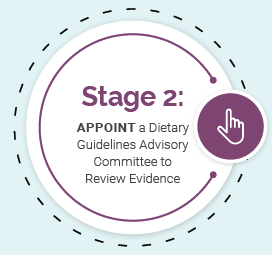 Stage 2:
APPOINT a Dietary
Guidelines Advisory
Committee to
Review Evidence